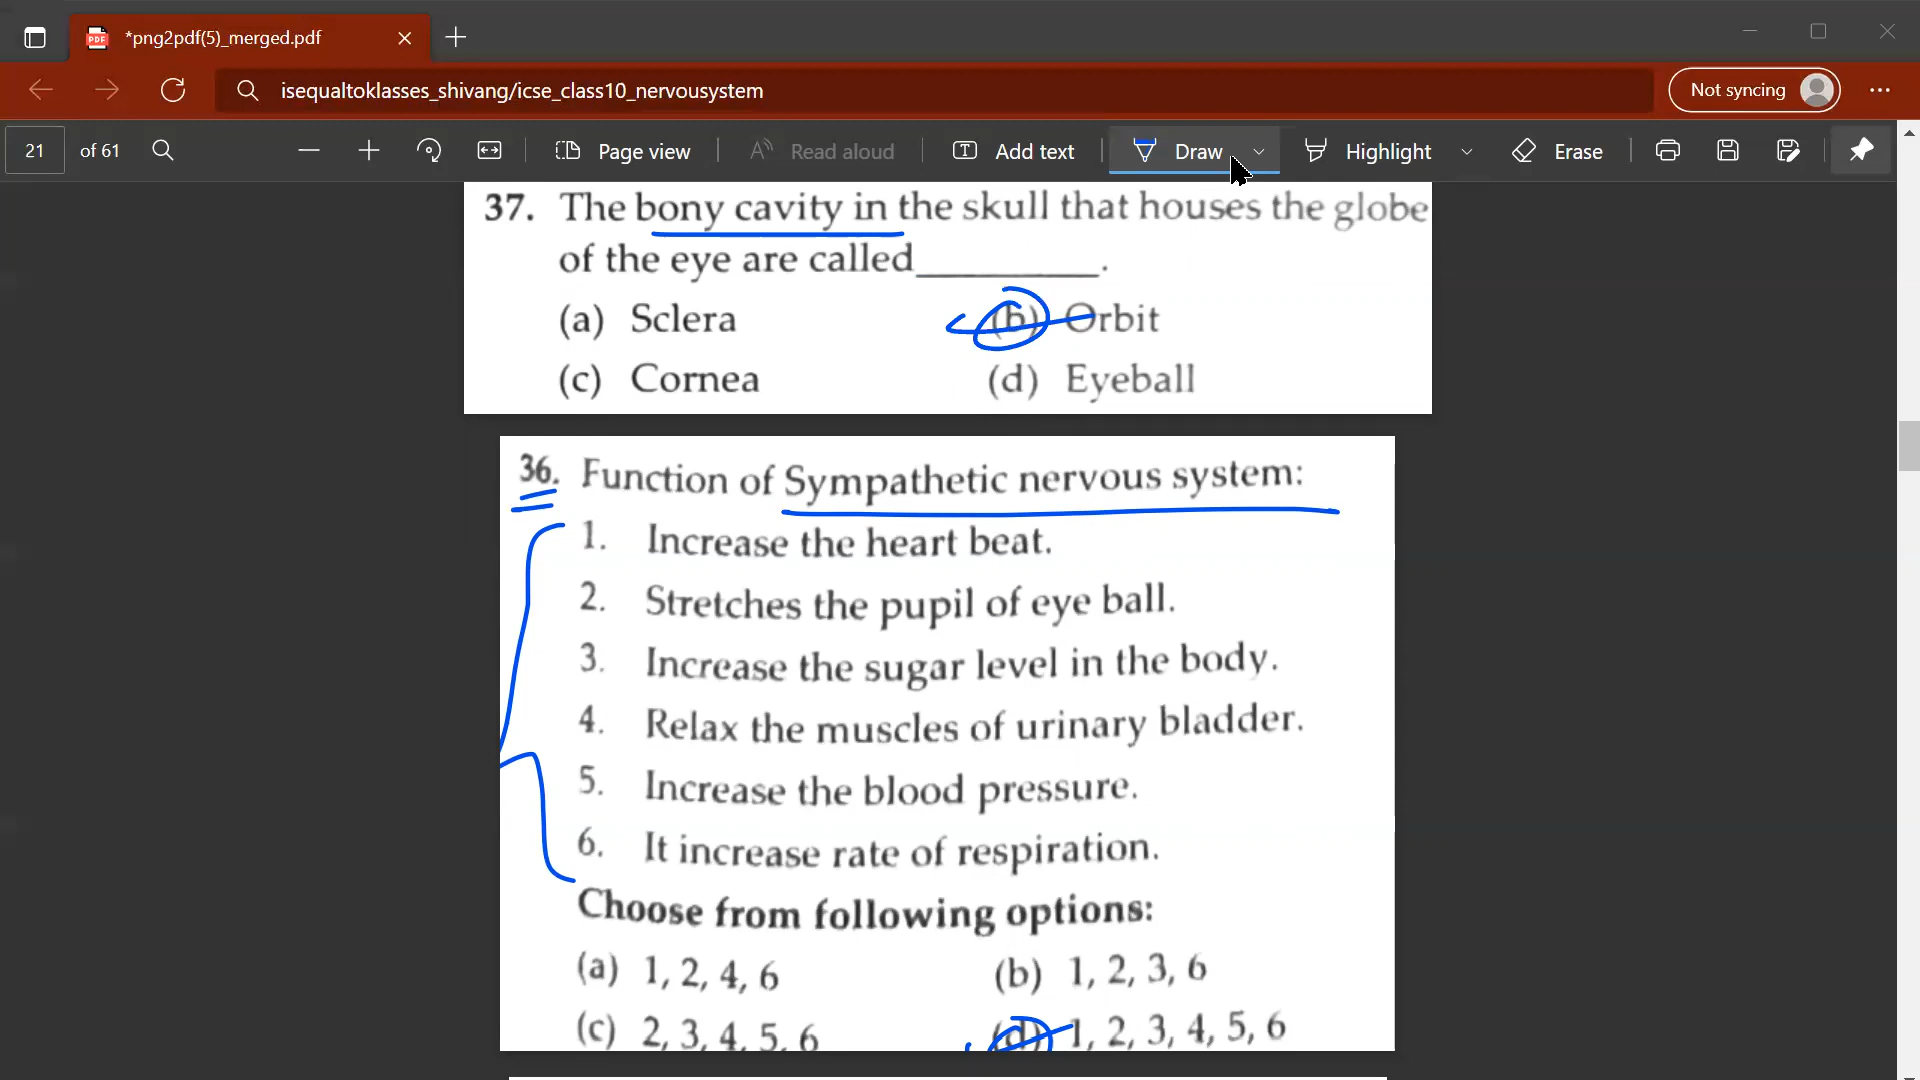 *png2pdf(5)_merged.pdf
isequaltoklasses_shivang/icse_class10_nervousystem
Not syncing
21 of 61
Page view
Read aloud
Add text
Draw
Highlight
Erase
37. The bony cavity in the skull that houses the globe
of the eye are called__________.
(a) Sclera (b) Orbit
(c) Cornea (d) Eyeball
36. Function of Sympathetic nervous system:
1. Increase the heart beat.
2. Stretches the pupil of eye ball.
3. Increase the sugar level in the body.
4. Relax the muscles of urinary bladder.
5. Increase the blood pressure.
6. It increase rate of respiration.
Choose from following options:
(a) 1, 2, 4, 6 (b) 1, 2, 3, 6
(c) 2, 3, 4, 5, 6 (d) 1, 2, 3, 4, 5, 6